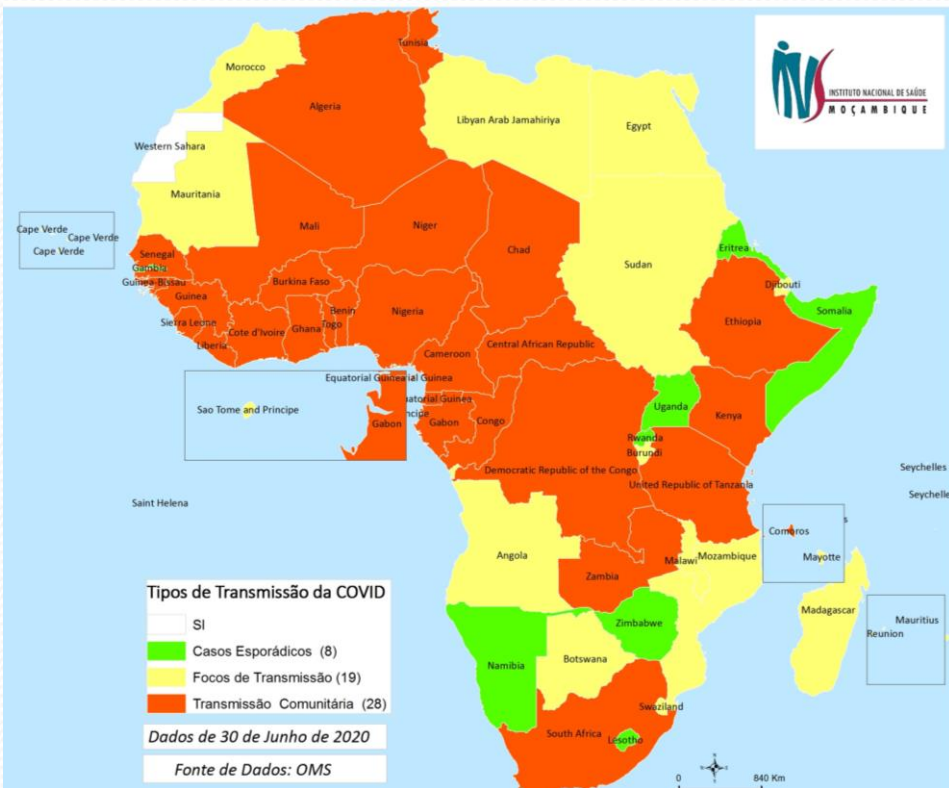 INSTITUTO NACIONAL DE SAÚDE
MOÇAMBIQUE
Tunisia
Morocco
Algeria
Libyan Arab Jamahiriya
Egypt
Western Sahara
Mauritania
Mali
Niger
Chad
Sudan
Cape Verde
Cape Verde
Cape Verde
Senegal
Gambia
Guinea-Bissau
Guinea
Burkina Faso
Benin
Togo
Ghana
Nigeria
Sierra Leone
Cote d'Ivoire
Liberia
Eritrea
Djibouti
Somalia
Ethiopia
Central African Republic
Cameroon
Equatorial Guinea
ial Guinea
atorial Guinea
ncipe
Sao Tome and Principe
Gabon
Gabon
Congo
Uganda
Kenya
Rwanda
Burundi
Democratic Republic of the Congo
United Republic of Tanzania
Seychelles
Seychelle
Saint Helena
Comoros
s
Mayotte
Angola
Zambia
Malawi
Mozambique
Madagascar
Mauritius
Reunion
Zimbabwe
Namibia
Botswana
Swaziland
South Africa
Lesotho
Tipos de Transmissão da COVID
SI
Casos Esporádicos (8)
Focos de Transmissão (19)
Transmissão Comunitária (28)
Dados de 30 de Junho de 2020
Fonte de Dados: OMS
0 840 Km